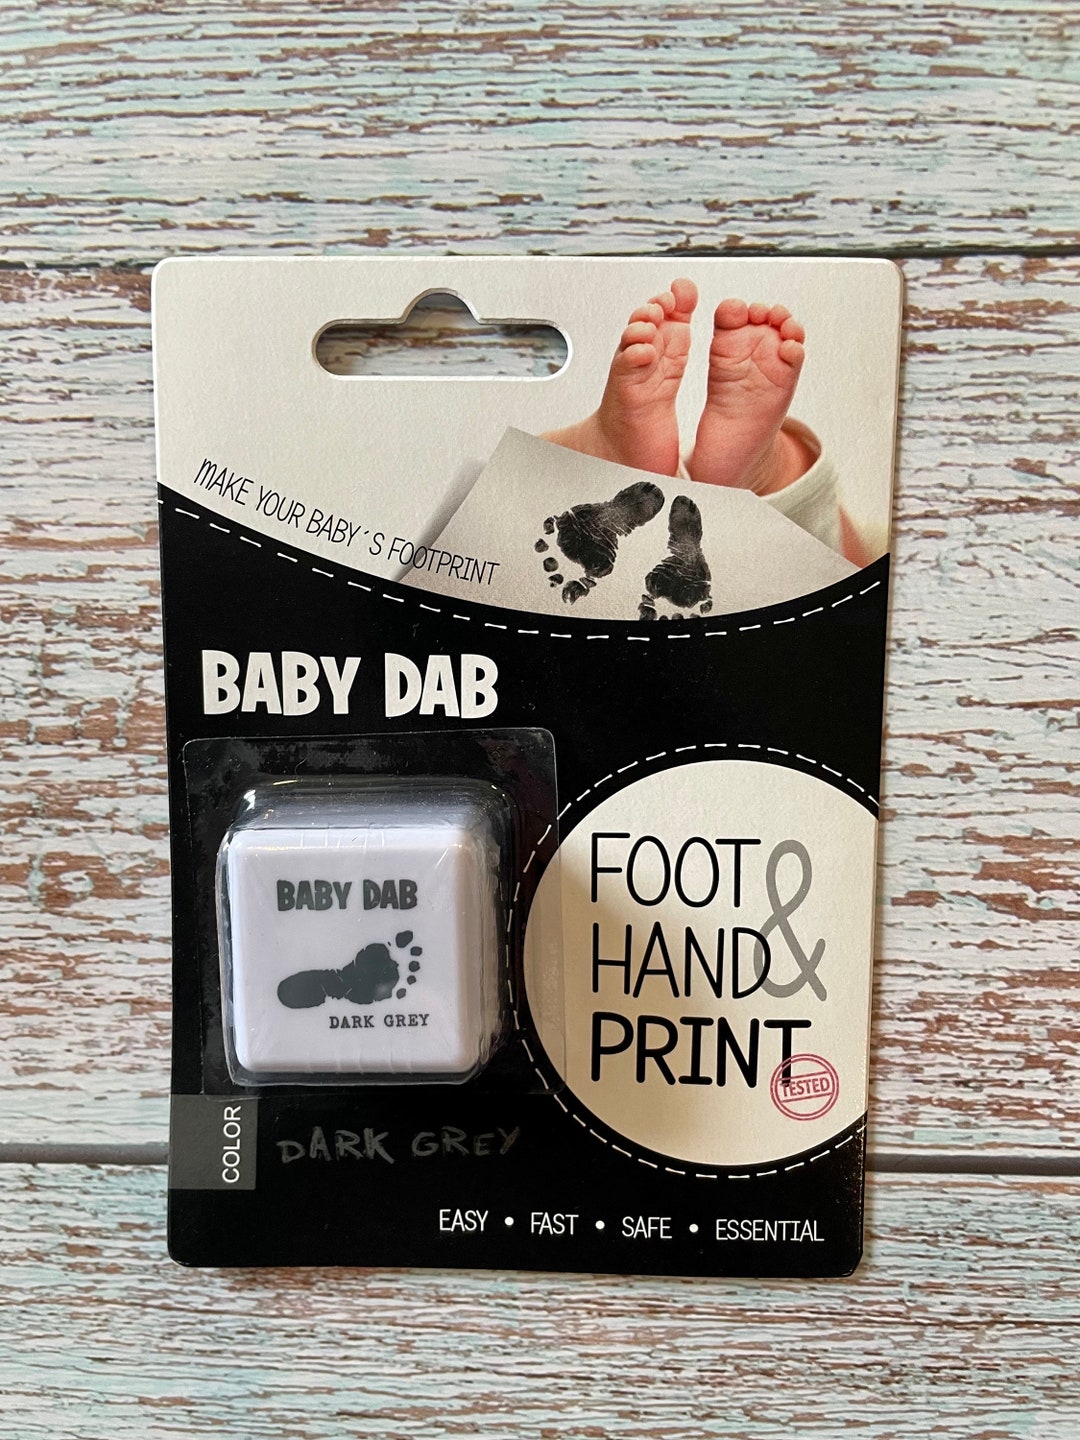 MAKE YOUR BABY´S FOOTPRINT
BABY DAB
BABY DAB
DARK GREY
FOOT &
HAND
PRINT
TESTED
COLOR
DARK GREY
EASY • FAST • SAFE • ESSENTIAL